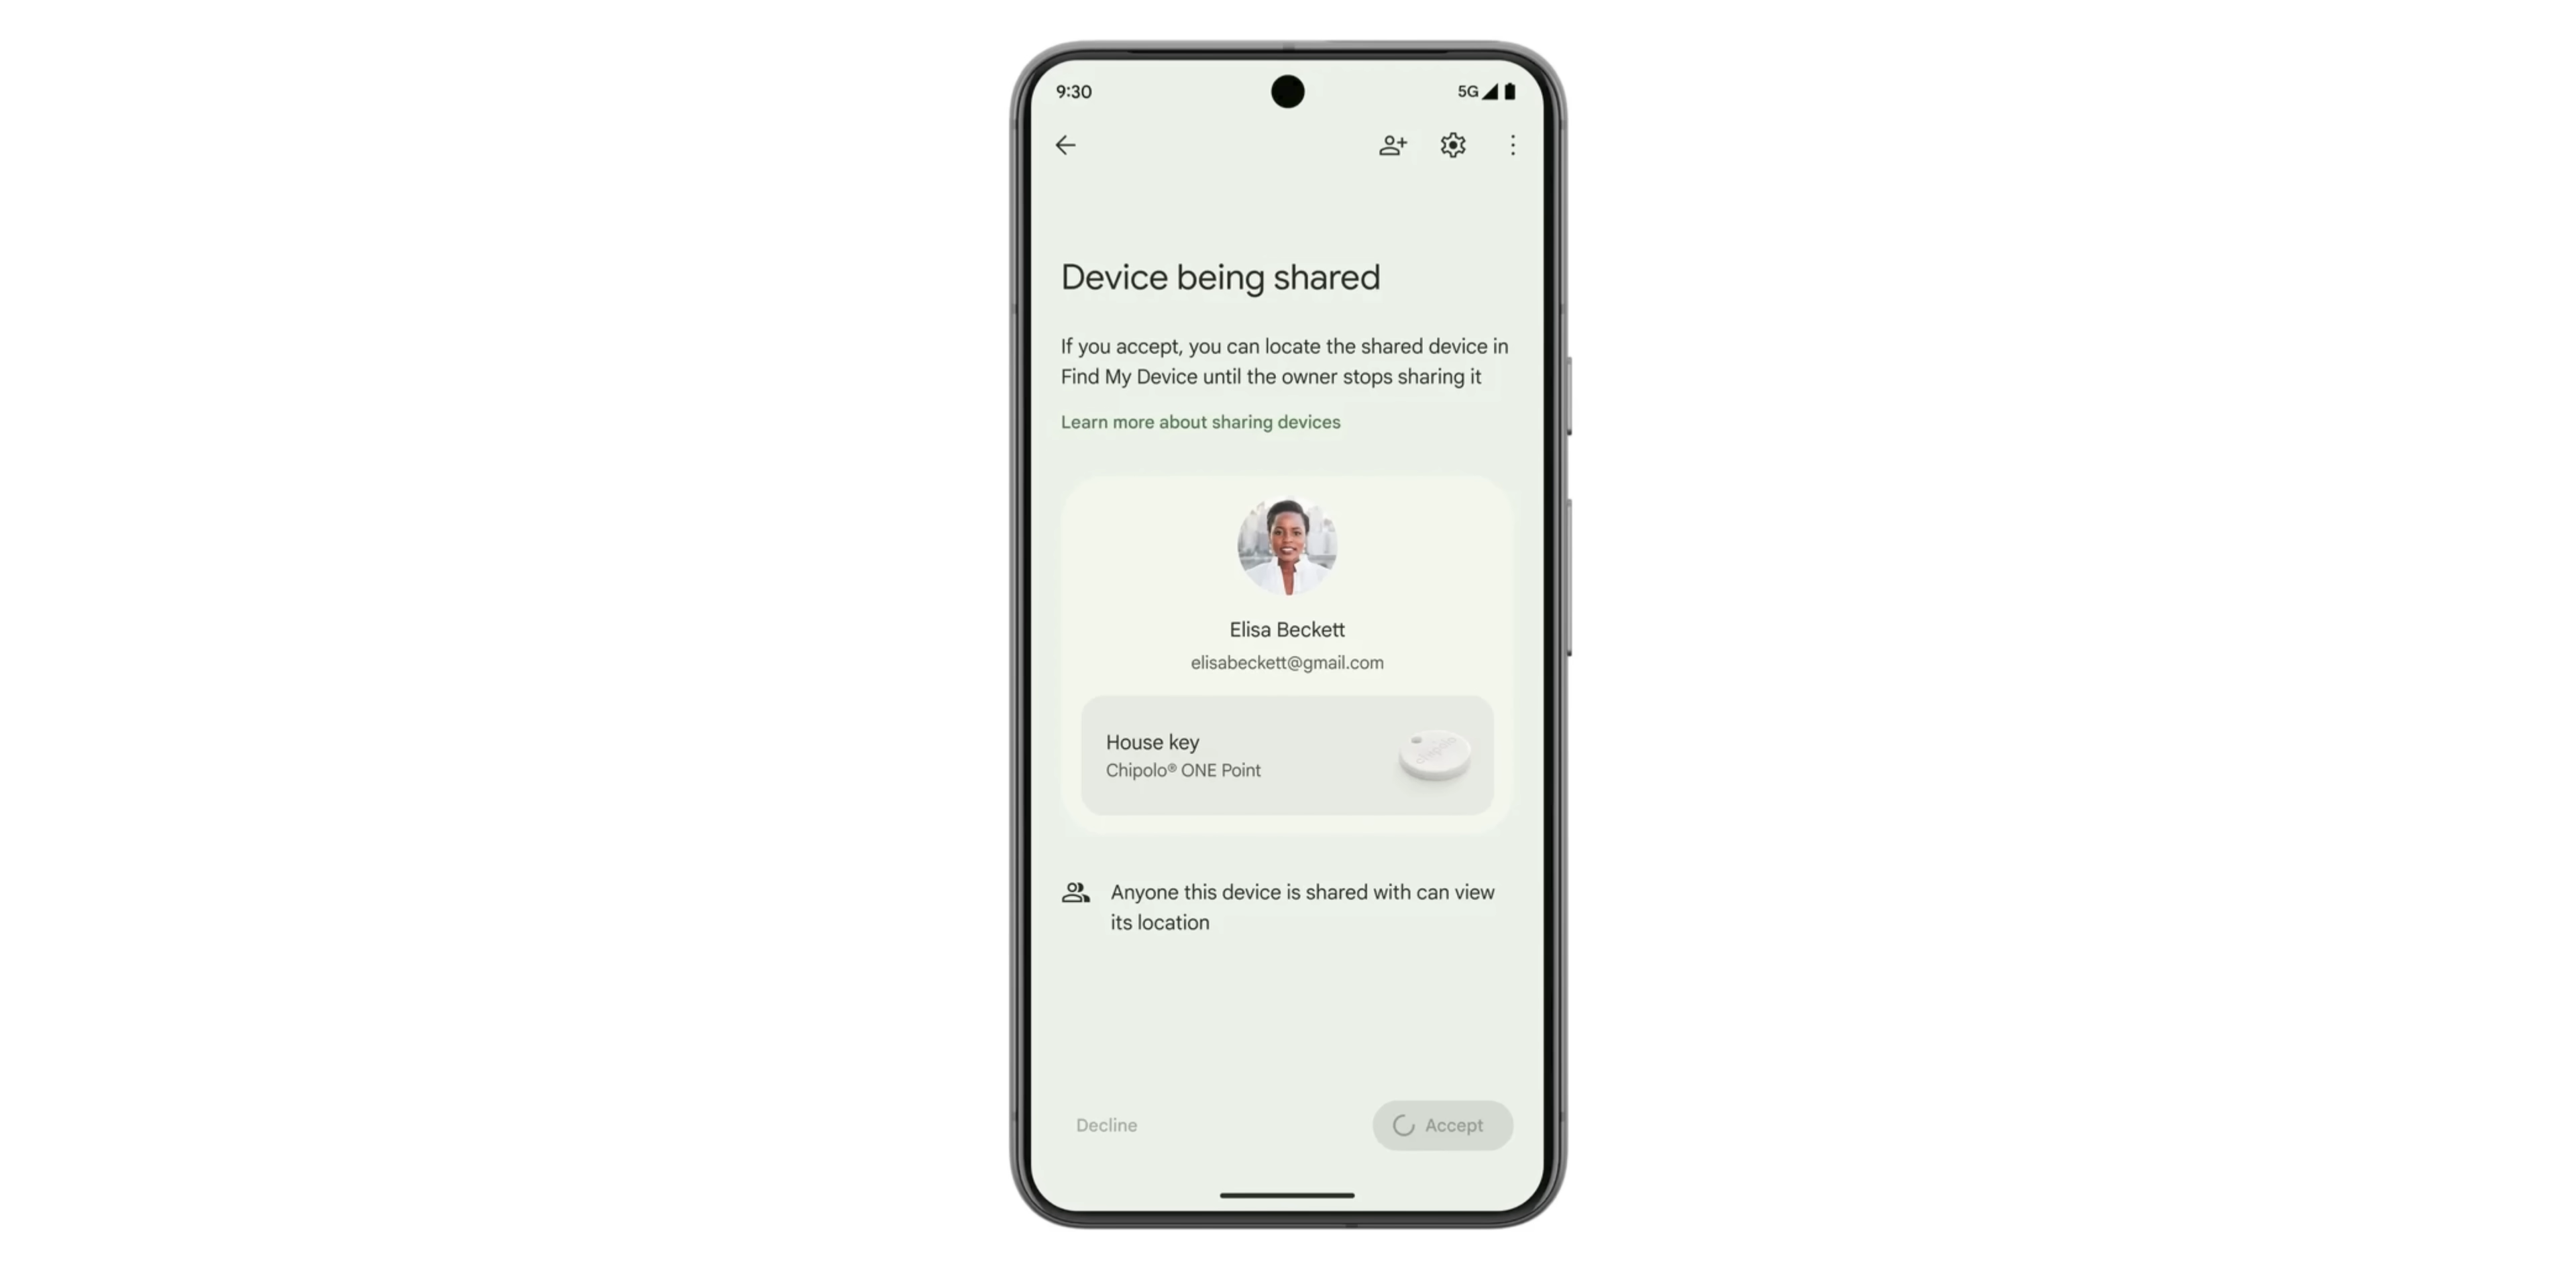 9:30
5G
Device being shared
If you accept, you can locate the shared device in
Find My Device until the owner stops sharing it
Learn more about sharing devices
Elisa Beckett
elisabeckett@gmail.com
House key
Chipolo® ONE Point
chipolo
Anyone this device is shared with can view
its location
Decline
Accept